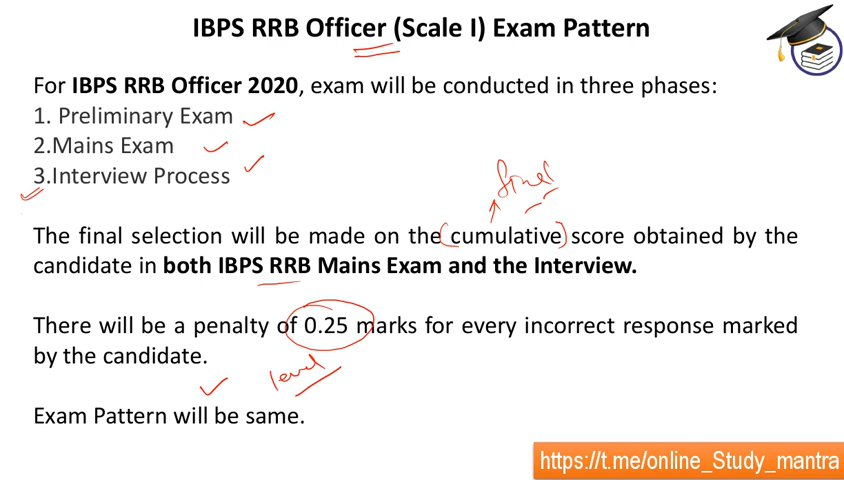 IBPS RRB Officer (Scale I) Exam Pattern
For IBPS RRB Officer 2020, exam will be conducted in three phases:
1. Preliminary Exam
2.Mains Exam
3.Interview Process
final
The final selection will be made on the (cumulative) score obtained by the
candidate in both IBPS RRB Mains Exam and the Interview.
There will be a penalty of 0.25 marks for every incorrect response marked
by the candidate.
level
Exam Pattern will be same.
https://t.me/online_Study_mantra